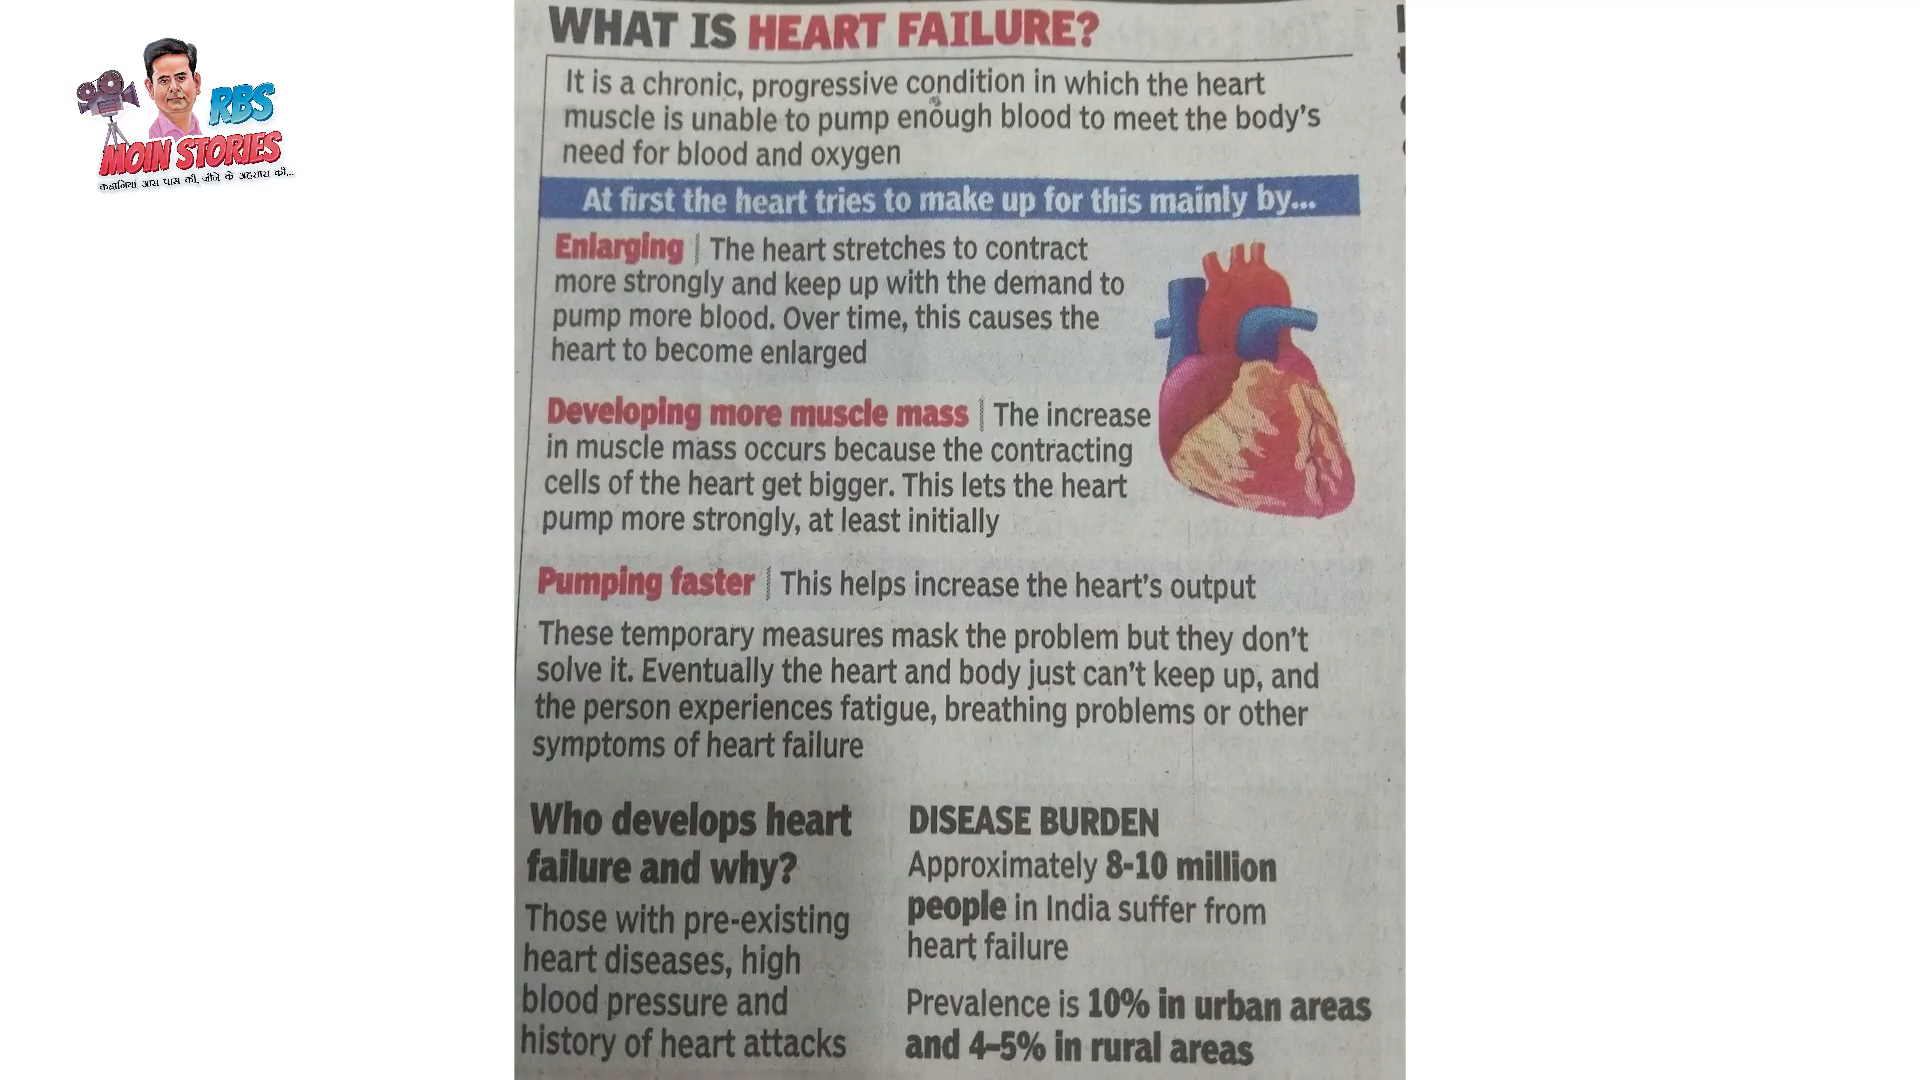 RBS
MOIN STORIES
कहानियां आस पास की, जीने के अहसास की...
WHAT IS HEART FAILURE?
It is a chronic, progressive condition in which the heart
muscle is unable to pump enough blood to meet the body's
need for blood and oxygen
At first the heart tries to make up for this mainly by...
Enlarging | The heart stretches to contract
more strongly and keep up with the demand to
pump more blood. Over time, this causes the
heart to become enlarged
Developing more muscle mass | The increase
in muscle mass occurs because the contracting
cells of the heart get bigger. This lets the heart
pump more strongly, at least initially
Pumping faster | This helps increase the heart's output
These temporary measures mask the problem but they don't
solve it. Eventually the heart and body just can't keep up, and
the person experiences fatigue, breathing problems or other
symptoms of heart failure
Who develops heart
failure and why?
Those with pre-existing
heart diseases, high
blood pressure and
history of heart attacks
DISEASE BURDEN
Approximately 8-10 million
people in India suffer from
heart failure
Prevalence is 10% in urban areas
and 4–5% in rural areas